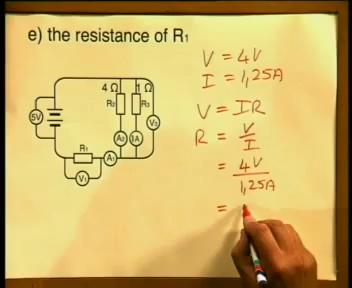 e) the resistance of R1
V = 4V
I = 1,25A
4 Ω
1 Ω
5V
R2
R3
V3
V = IR
R = V/I
A2
1A
R1
A1
V1
= 4V/1,25A
=